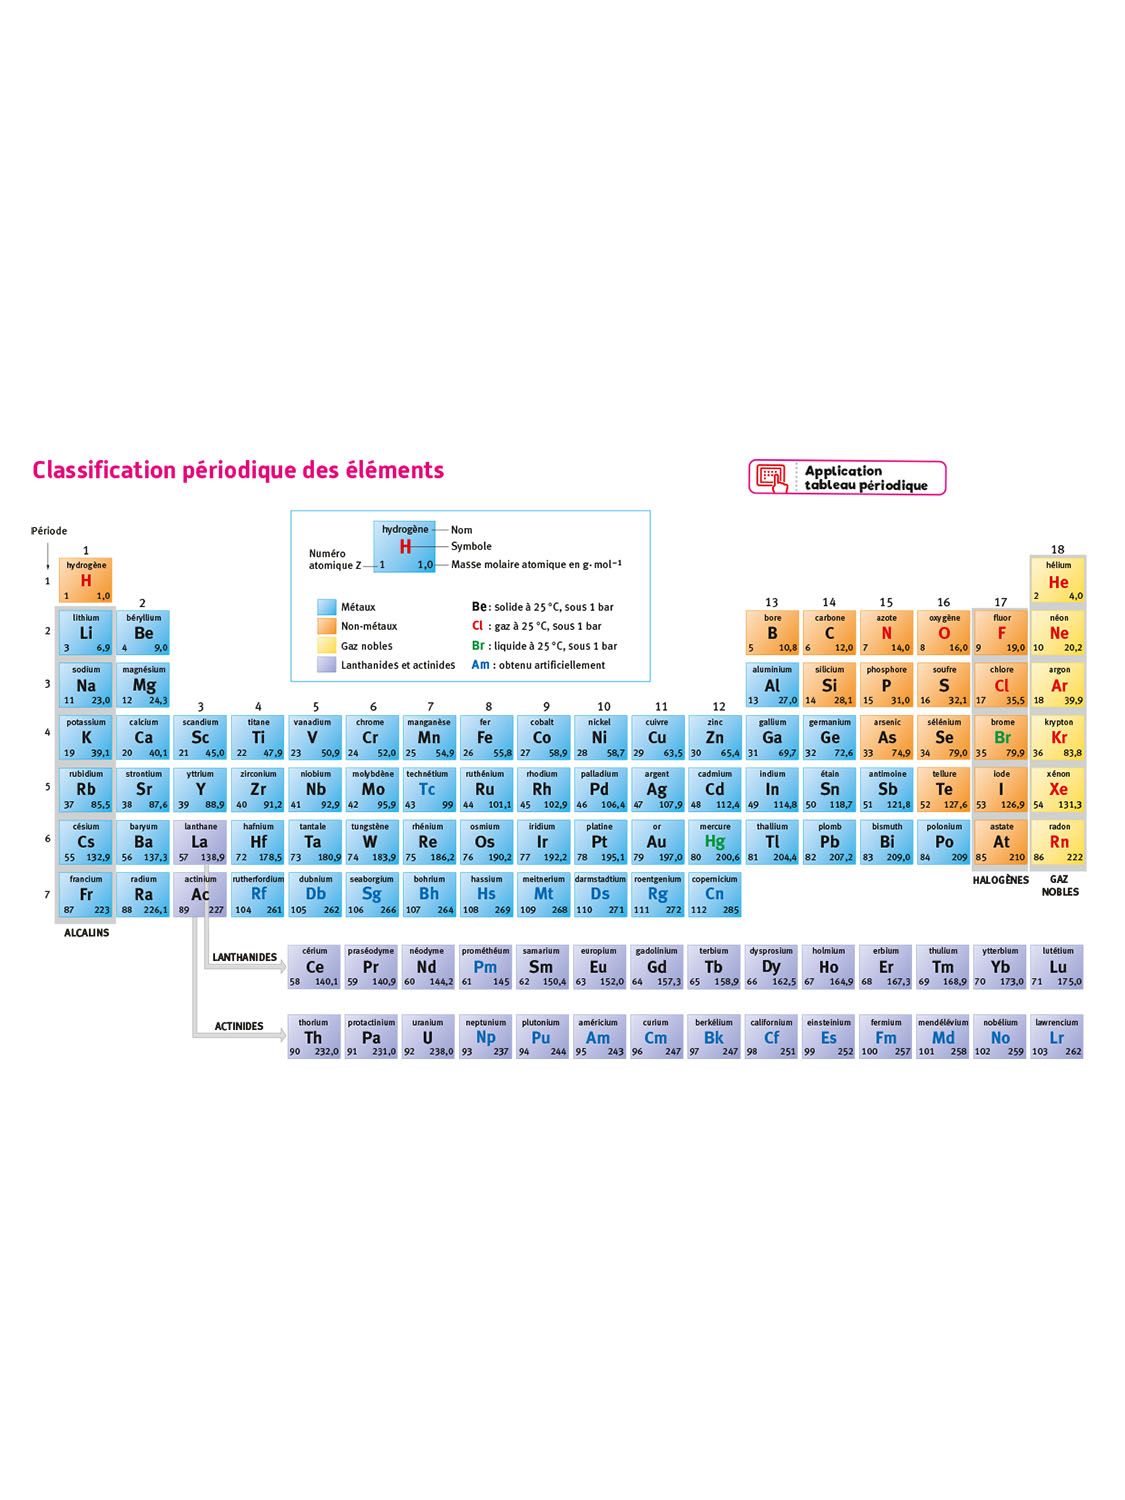 Classification périodique des éléments
Application
tableau périodique
Période
hydrogène
H
1 1,0
Nom
Symbole
Numéro
atomique Z
Masse molaire atomique en g·mol⁻¹
Métaux
Non-métaux
Gaz nobles
Lanthanides et actinides
Be : solide à 25 °C, sous 1 bar
Cl : gaz à 25 °C, sous 1 bar
Br : liquide à 25 °C, sous 1 bar
Am : obtenu artificiellement
1 18
1
hydrogène hélium
H He
1 1,0 2 4,0
2 13 14 15 16 17
2
lithium béryllium bore carbone azote oxygène fluor néon
Li Be B C N O F Ne
3 6,9 4 9,0 5 10,8 6 12,0 7 14,0 8 16,0 9 19,0 10 20,2
3
sodium magnésium aluminium silicium phosphore soufre chlore argon
Na Mg Al Si P S Cl Ar
11 23,0 12 24,3 13 27,0 14 28,1 15 31,0 16 32,1 17 35,5 18 39,9
3 4 5 6 7 8 9 10 11 12
4
potassium calcium scandium titane vanadium chrome manganèse fer cobalt nickel cuivre zinc gallium germanium arsenic sélénium brome krypton
K Ca Sc Ti V Cr Mn Fe Co Ni Cu Zn Ga Ge As Se Br Kr
19 39,1 20 40,1 21 45,0 22 47,9 23 50,9 24 52,0 25 54,9 26 55,8 27 58,9 28 58,7 29 63,5 30 65,4 31 69,7 32 72,6 33 74,9 34 79,0 35 79,9 36 83,8
5
rubidium strontium yttrium zirconium niobium molybdène technétium ruthénium rhodium palladium argent cadmium indium étain antimoine tellure iode xénon
Rb Sr Y Zr Nb Mo Tc Ru Rh Pd Ag Cd In Sn Sb Te I Xe
37 85,5 38 87,6 39 88,9 40 91,2 41 92,9 42 95,9 43 99 44 101,1 45 102,9 46 106,4 47 107,9 48 112,4 49 114,8 50 118,7 51 121,8 52 127,6 53 126,9 54 131,3
6
césium baryum lanthane hafnium tantale tungstène rhénium osmium iridium platine or mercure thallium plomb bismuth polonium astate radon
Cs Ba La Hf Ta W Re Os Ir Pt Au Hg Tl Pb Bi Po At Rn
55 132,9 56 137,3 57 138,9 72 178,5 73 180,9 74 183,9 75 186,2 76 190,2 77 192,2 78 195,1 79 197,0 80 200,6 81 204,4 82 207,2 83 209,0 84 209 85 210 86 222
7
francium radium actinium rutherfordium dubnium seaborgium bohrium hassium meitnerium darmstadtium roentgenium copernicium
Fr Ra Ac Rf Db Sg Bh Hs Mt Ds Rg Cn
87 223 88 226,1 89 227 104 261 105 262 106 266 107 264 108 269 109 268 110 271 111 272 112 285
HALOGÈNES
GAZ
NOBLES
ALCALINS
LANTHANIDES
cérium praséodyme néodyme prométhéum samarium europium gadolinium terbium dysprosium holmium erbium thulium ytterbium lutétium
Ce Pr Nd Pm Sm Eu Gd Tb Dy Ho Er Tm Yb Lu
58 140,1 59 140,9 60 144,2 61 145 62 150,4 63 152,0 64 157,3 65 158,9 66 162,5 67 164,9 68 167,3 69 168,9 70 173,0 71 175,0
ACTINIDES
thorium protactinium uranium neptunium plutonium américium curium berkélium californium einsteinium fermium mendélévium nobélium lawrencium
Th Pa U Np Pu Am Cm Bk Cf Es Fm Md No Lr
90 232,0 91 231,0 92 238,0 93 237 94 244 95 243 96 247 97 247 98 251 99 252 100 257 101 258 102 259 103 262